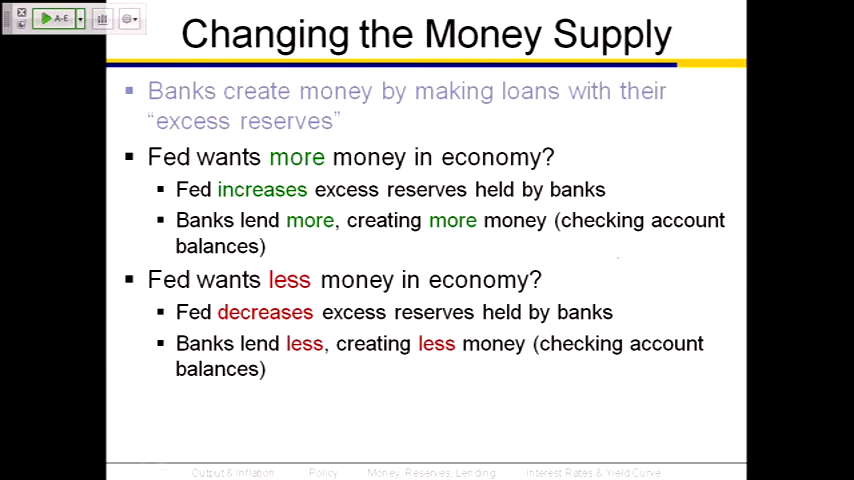 A-E
Changing the Money Supply
Banks create money by making loans with their
“excess reserves”
Fed wants more money in economy?
Fed increases excess reserves held by banks
Banks lend more, creating more money (checking account
balances)
Fed wants less money in economy?
Fed decreases excess reserves held by banks
Banks lend less, creating less money (checking account
balances)
Output & Inflation Policy Money, Reserves, Lending Interest Rates & Yield Curve